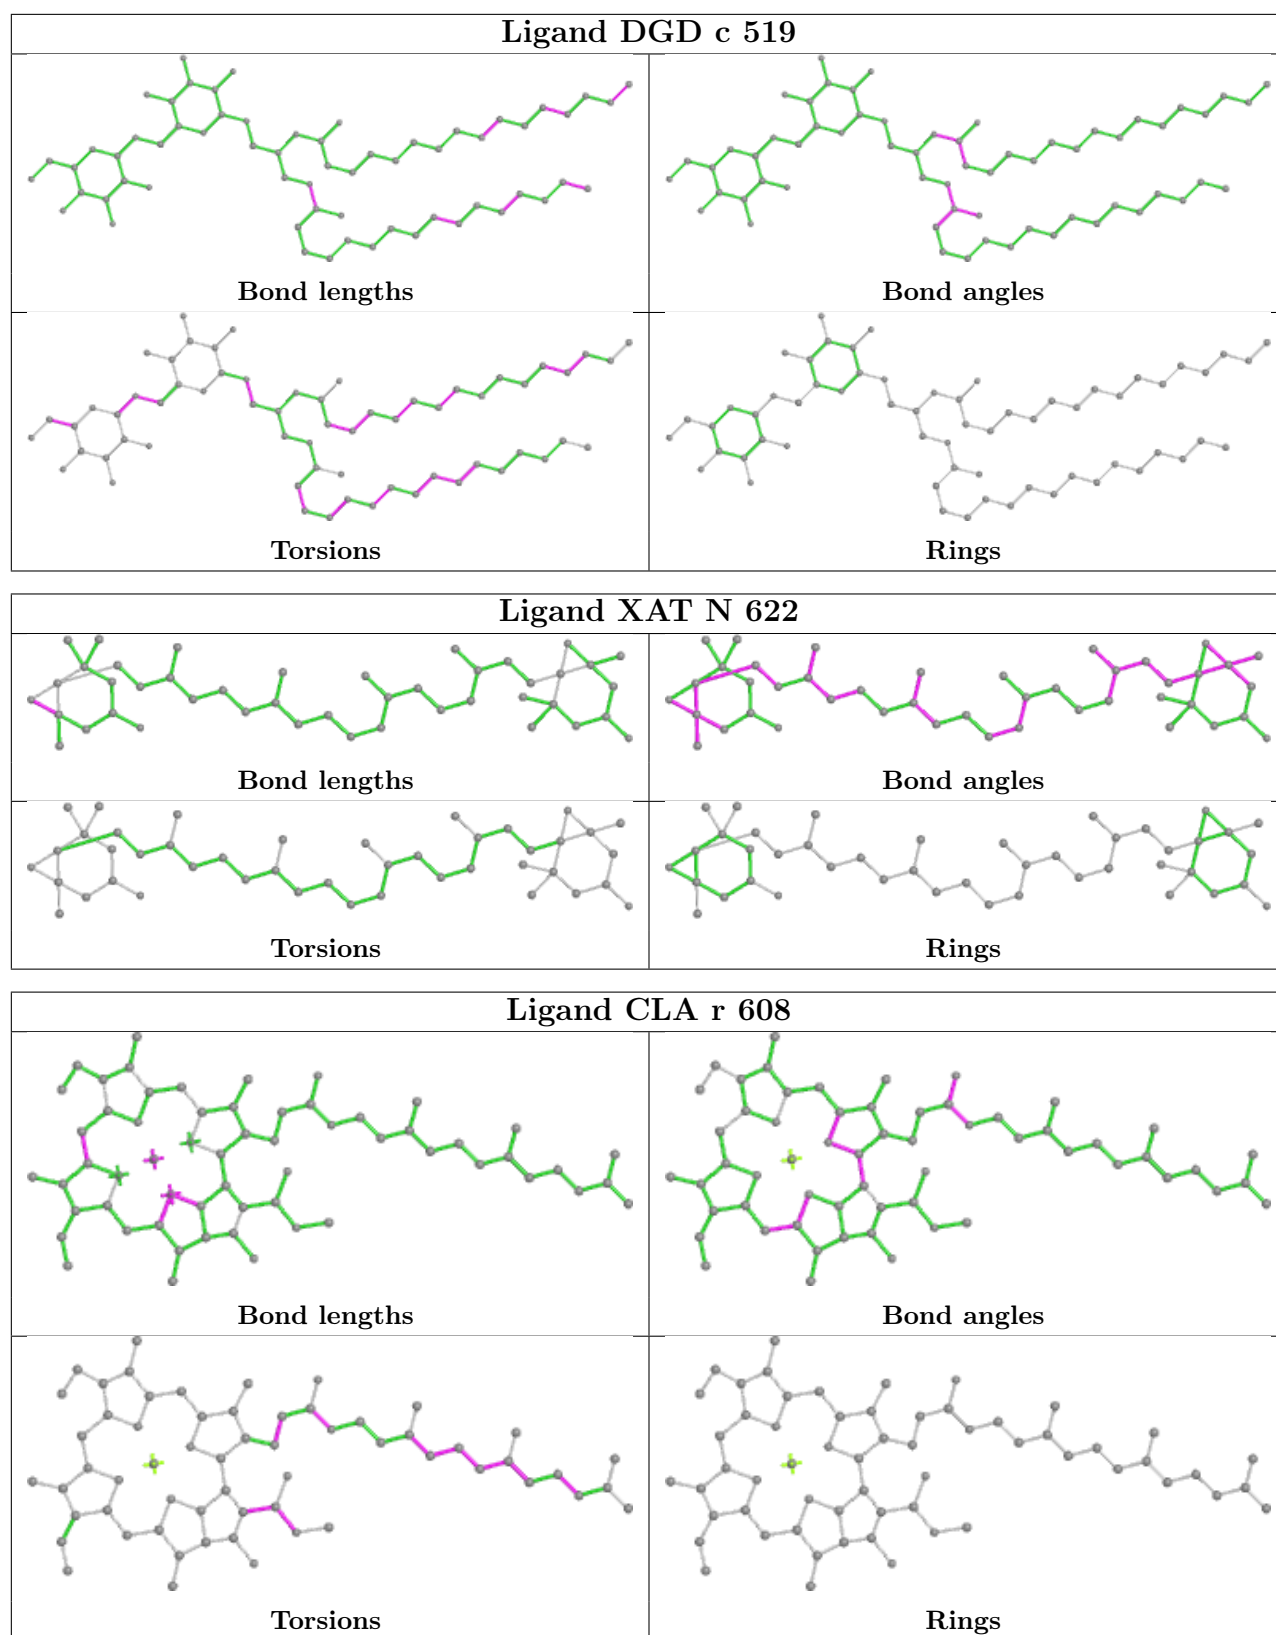 Ligand DGD c 519
Bond lengths
Bond angles
Torsions
Rings
Ligand XAT N 622
Bond lengths
Bond angles
Torsions
Rings
Ligand CLA r 608
Bond lengths
Bond angles
Torsions
Rings